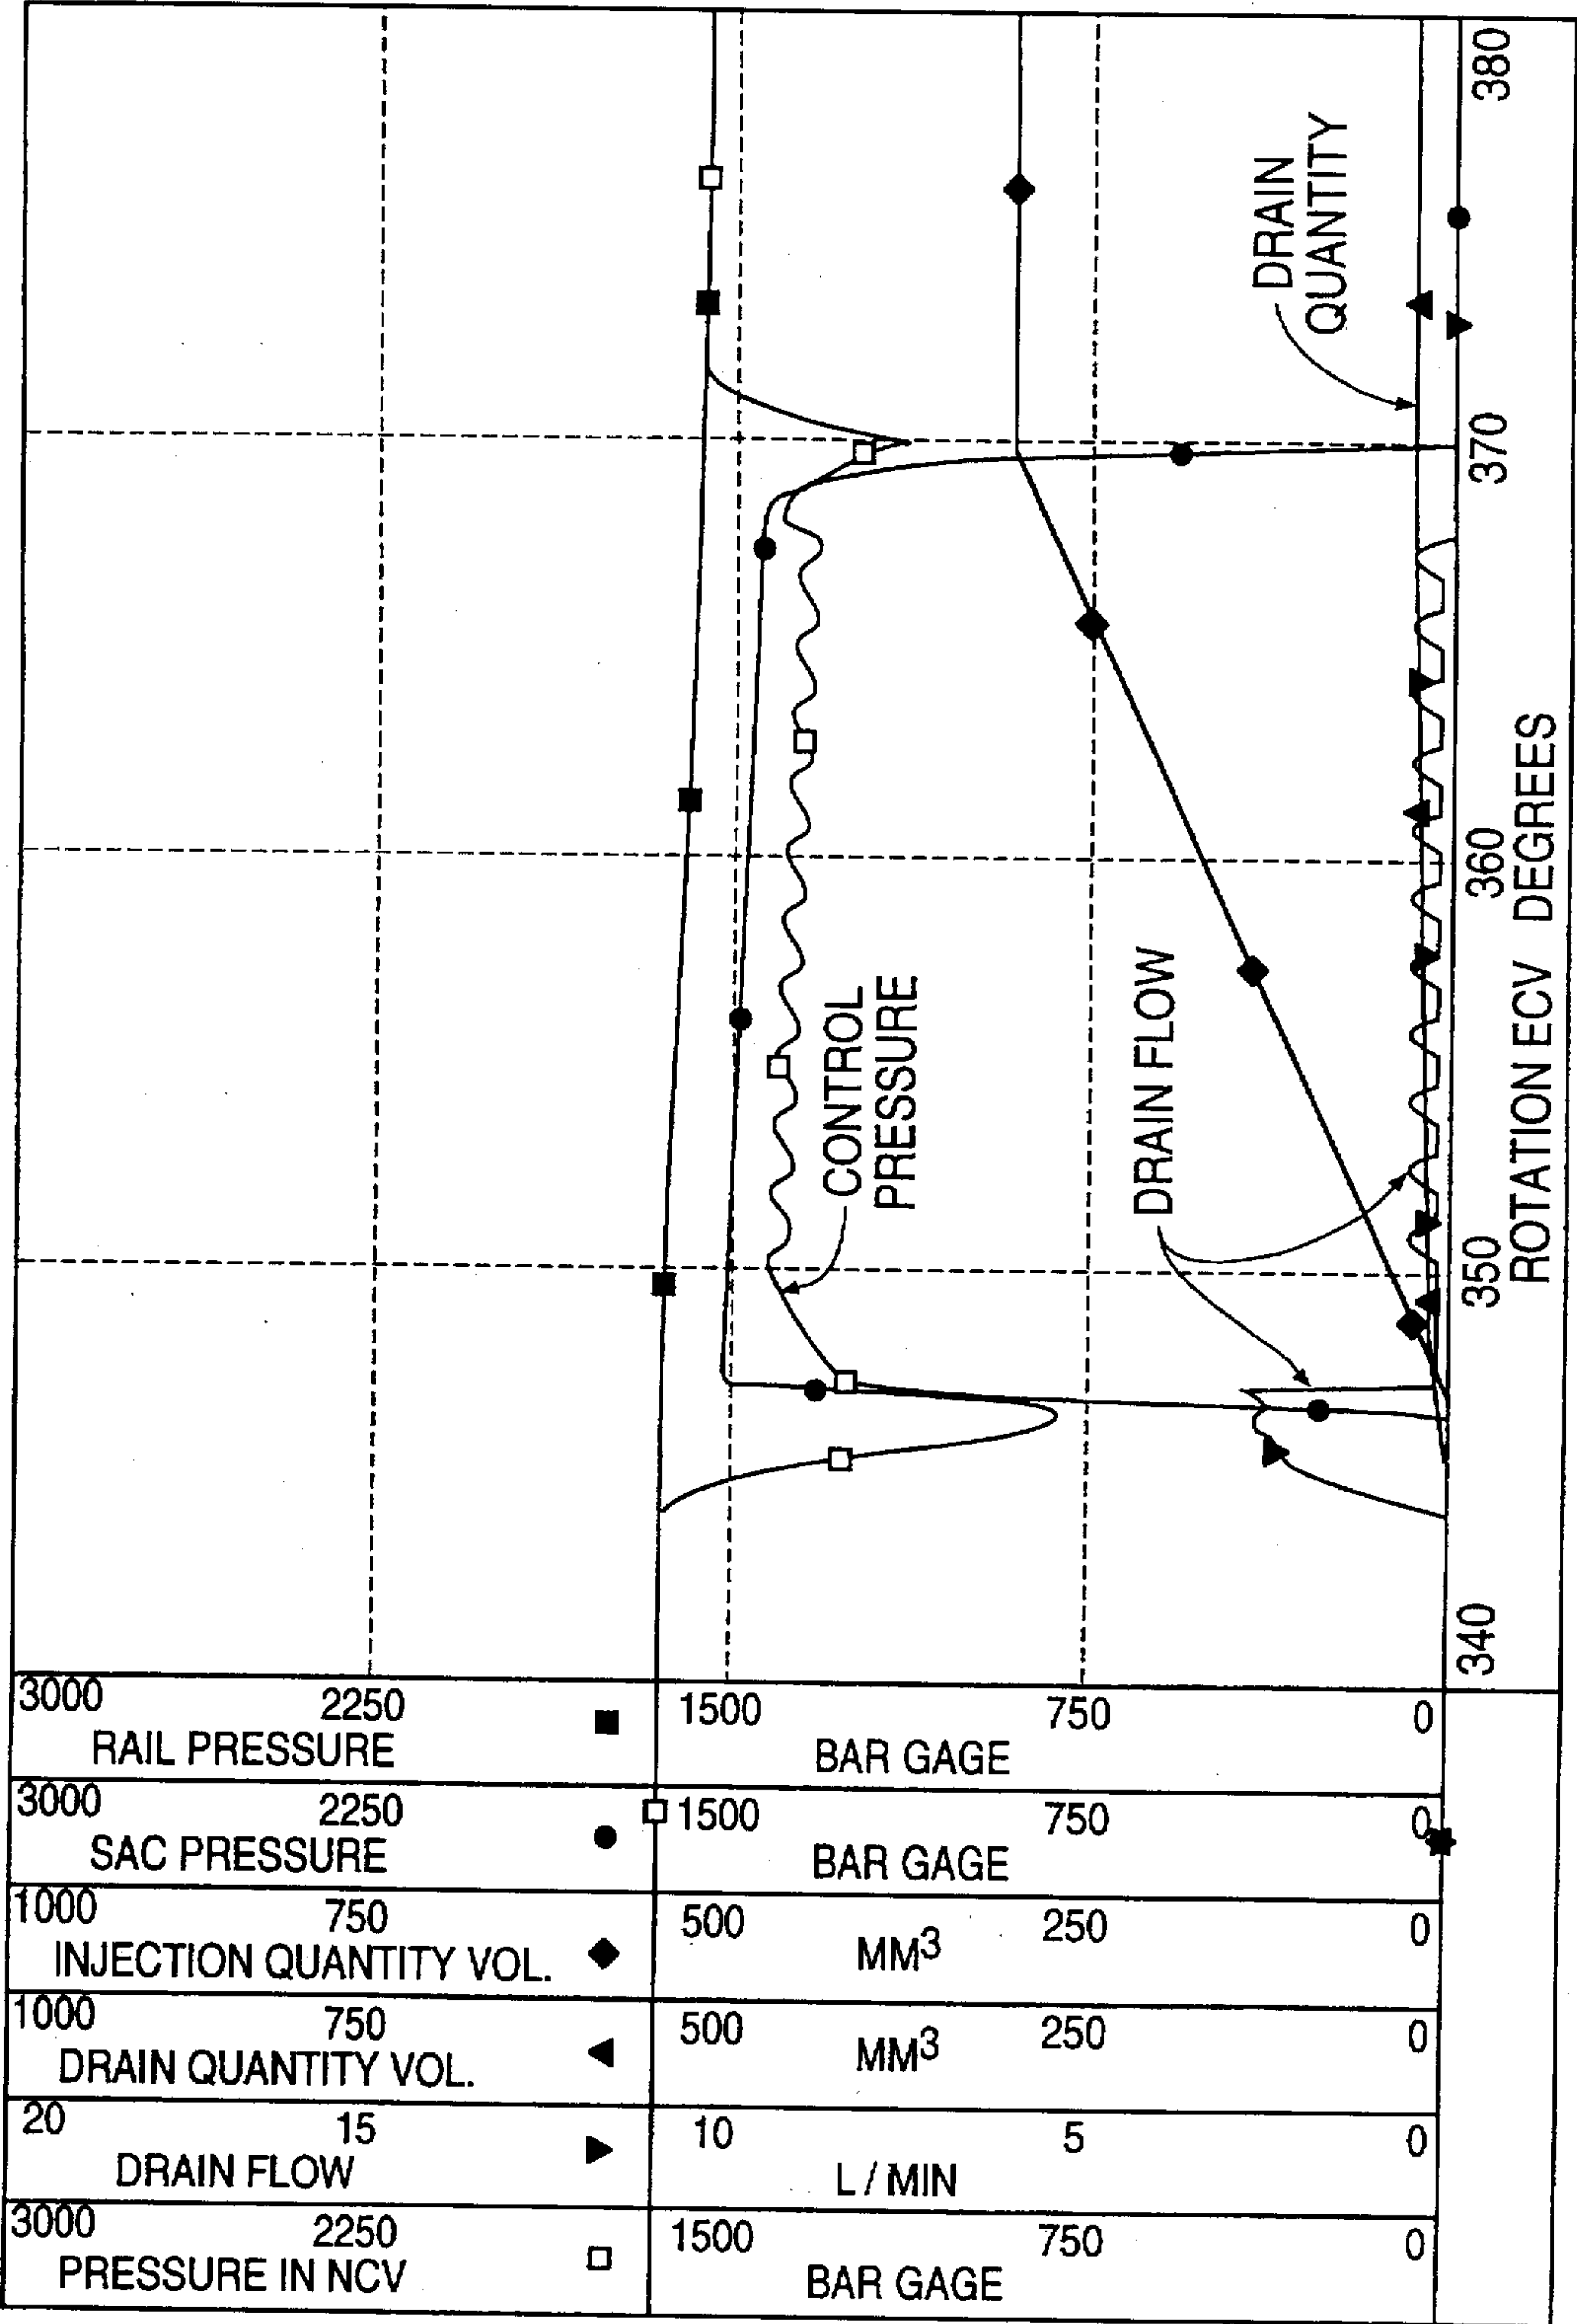 380
DRAIN
QUANTITY
370
360
CONTROL
PRESSURE
DRAIN FLOW
350
ROTATION ECV DEGREES
340
3000 2250 1500 750 0
RAIL PRESSURE BAR GAGE
3000 2250 1500 750 0
SAC PRESSURE BAR GAGE
1000 750 500 250 0
INJECTION QUANTITY VOL. MM³
1000 750 500 250 0
DRAIN QUANTITY VOL. MM³
20 15 10 5 0
DRAIN FLOW L / MIN
3000 2250 1500 750 0
PRESSURE IN NCV BAR GAGE